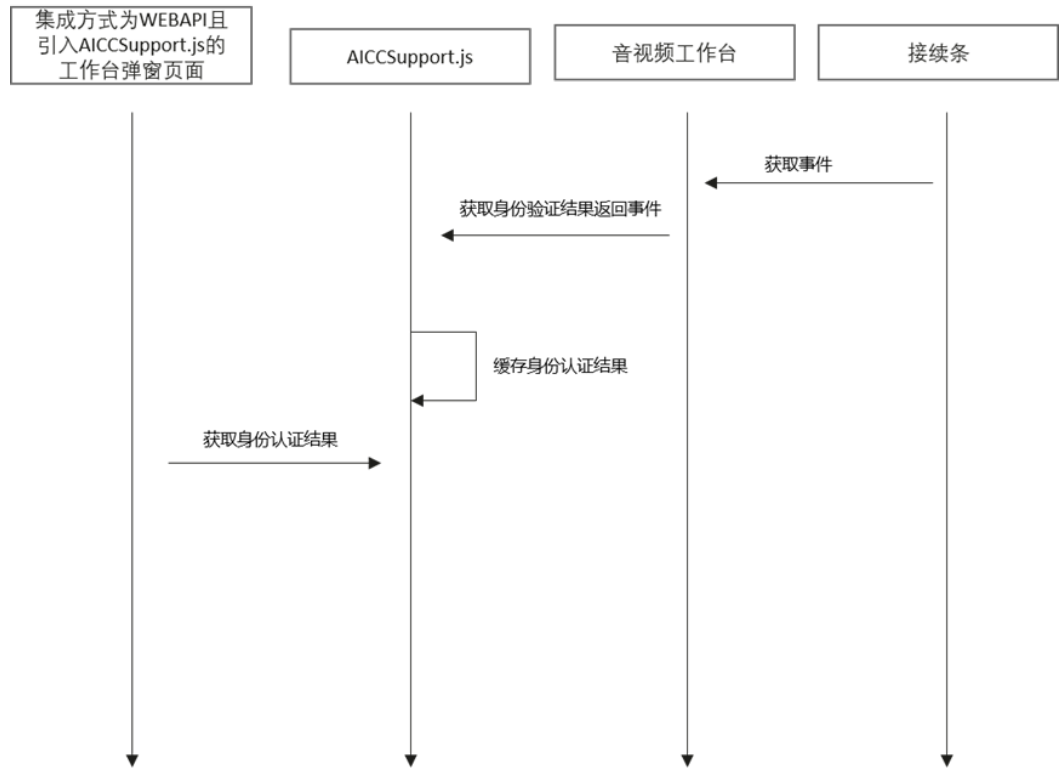 集成方式为WEBAPI且
引入AICCSupport.js的
工作台弹窗页面
AICCSupport.js
音视频工作台
接续条
获取事件
获取身份验证结果返回事件
缓存身份认证结果
获取身份认证结果